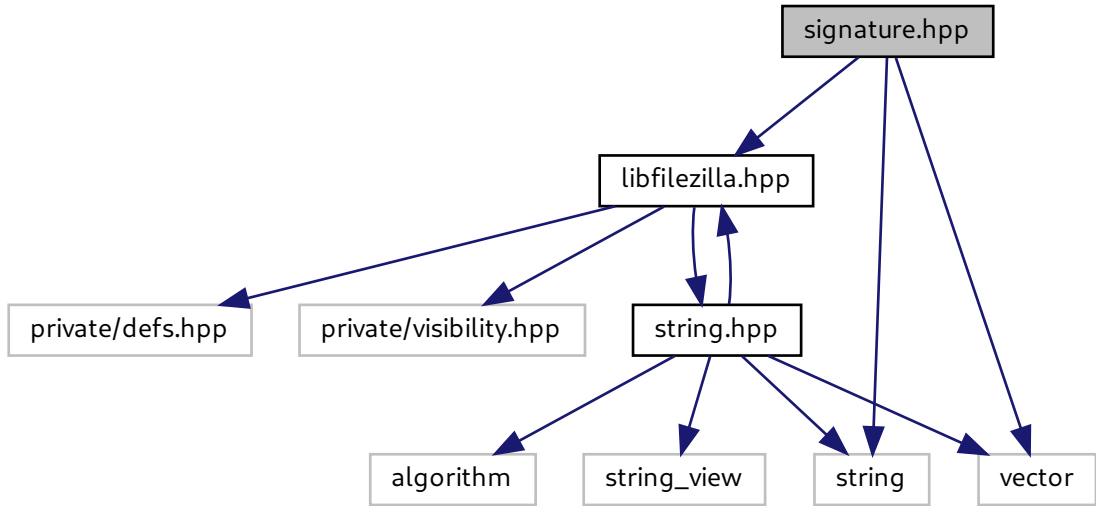 signature.hpp
libfilezilla.hpp
private/defs.hpp
private/visibility.hpp
string.hpp
algorithm
string_view
string
vector